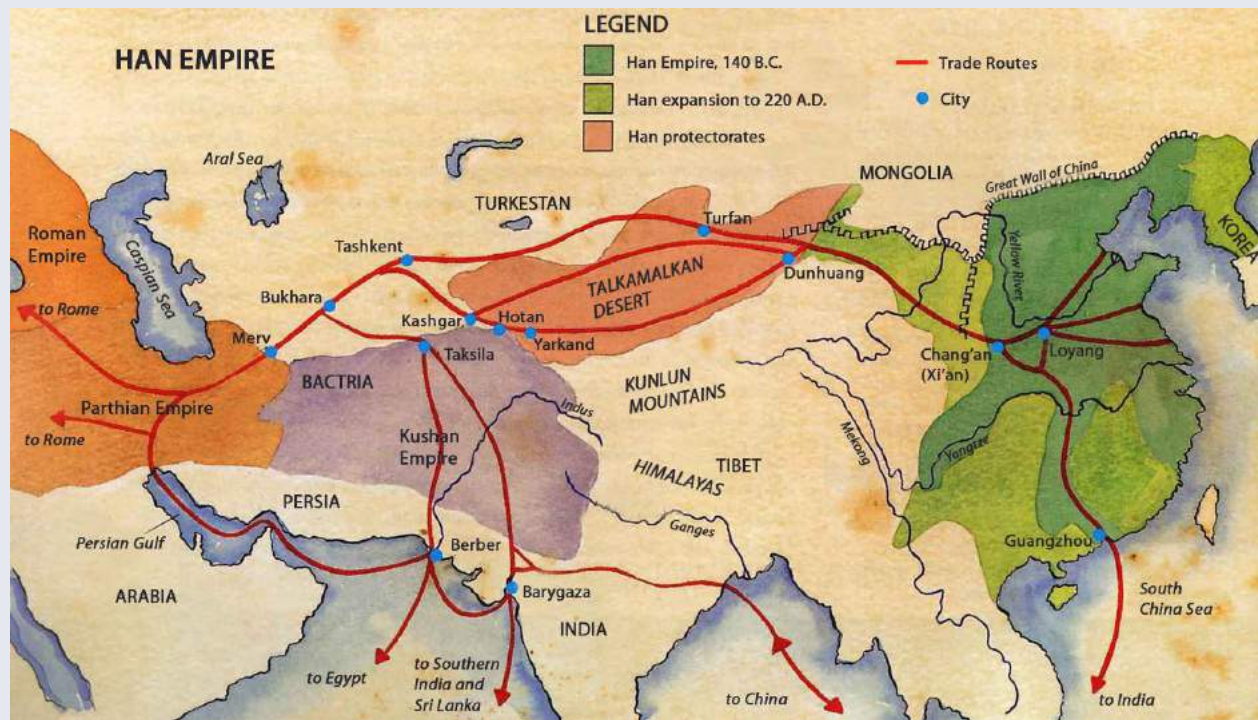 HAN EMPIRE
LEGEND
Han Empire, 140 B.C.
Han expansion to 220 A.D.
Han protectorates
Trade Routes
City
Aral Sea
Caspian Sea
Roman
Empire
to Rome
Parthian Empire
to Rome
Merv
Bukhara
Tashkent
TURKESTAN
Turfan
MONGOLIA
Great Wall of China
KOREA
Yellow River
TALKAMALKAN
DESERT
Dunhuang
Kashgar
Hotan
Yarkand
Taksila
BACTRIA
Kushan
Empire
Indus
KUNLUN
MOUNTAINS
HIMALAYAS
TIBET
Mekong
Yangtze
Chang'an
(Xi'an)
Loyang
Ganges
PERSIA
Persian Gulf
ARABIA
Berber
Barygaza
INDIA
Guangzhou
South
China Sea
to Egypt
to Southern
India and
Sri Lanka
to China
to India